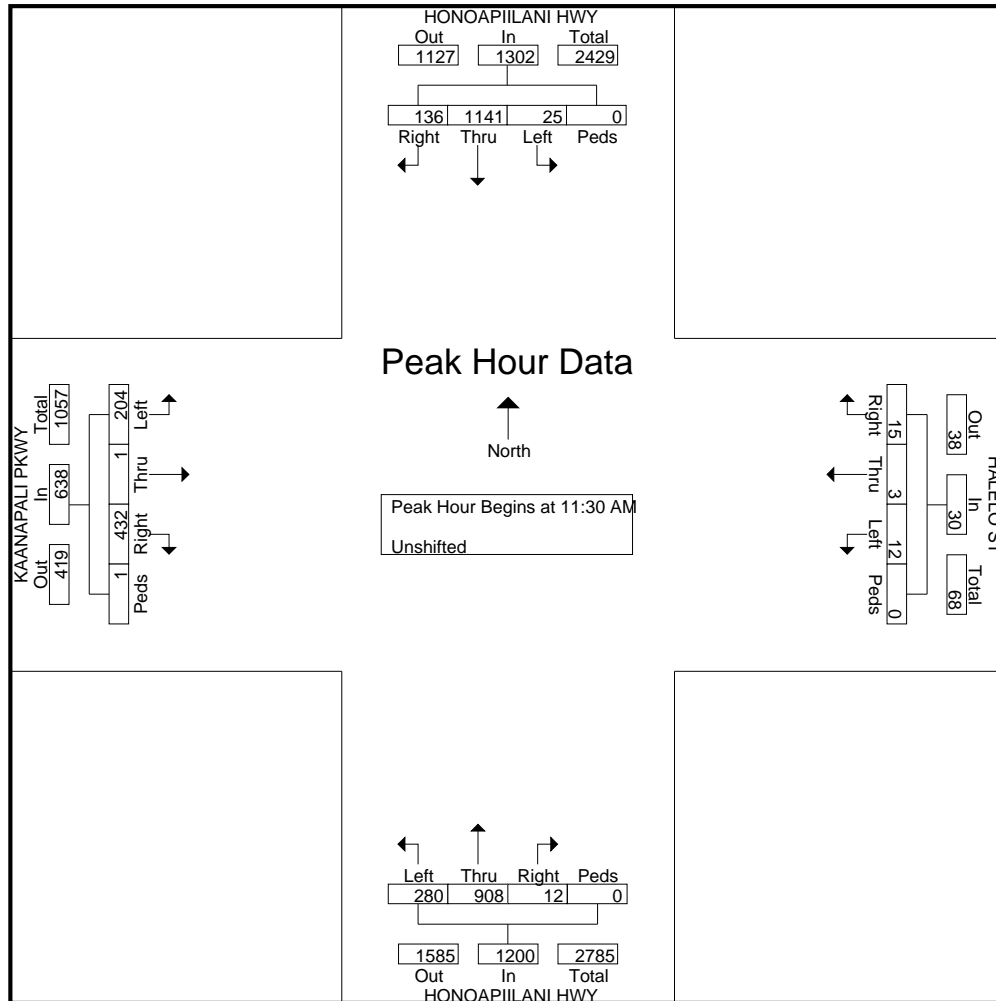 HONOAPIILANI HWY
Out In Total
1127 1302 2429
136 1141 25 0
Right Thru Left Peds
Peak Hour Data
North
Peak Hour Begins at 11:30 AM
Unshifted
KAANAPALI PKWY
Out In Total
419 638 1057
1 432 1 204
Peds Right Thru Left
Right Thru Left Peds
15 3 12 0
Out In Total
38 30 68
HALELO ST
Left Thru Right Peds
280 908 12 0
1585 1200 2785
Out In Total
HONOAPIILANI HWY